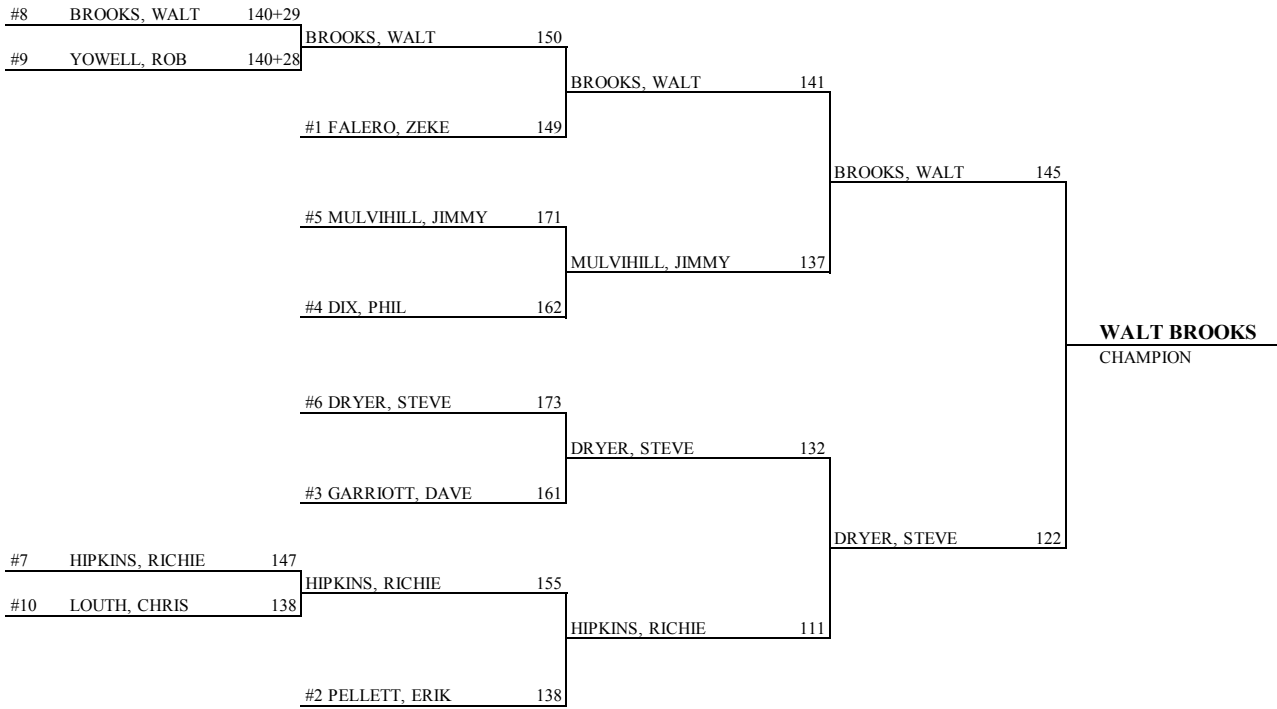 #8 BROOKS, WALT 140+29
BROOKS, WALT 150
#9 YOWELL, ROB 140+28
BROOKS, WALT 141
#1 FALERO, ZEKE 149
BROOKS, WALT 145
#5 MULVIHILL, JIMMY 171
MULVIHILL, JIMMY 137
#4 DIX, PHIL 162
WALT BROOKS
CHAMPION
#6 DRYER, STEVE 173
DRYER, STEVE 132
#3 GARRIOTT, DAVE 161
DRYER, STEVE 122
#7 HIPKINS, RICHIE 147
HIPKINS, RICHIE 155
#10 LOUTH, CHRIS 138
HIPKINS, RICHIE 111
#2 PELLETT, ERIK 138